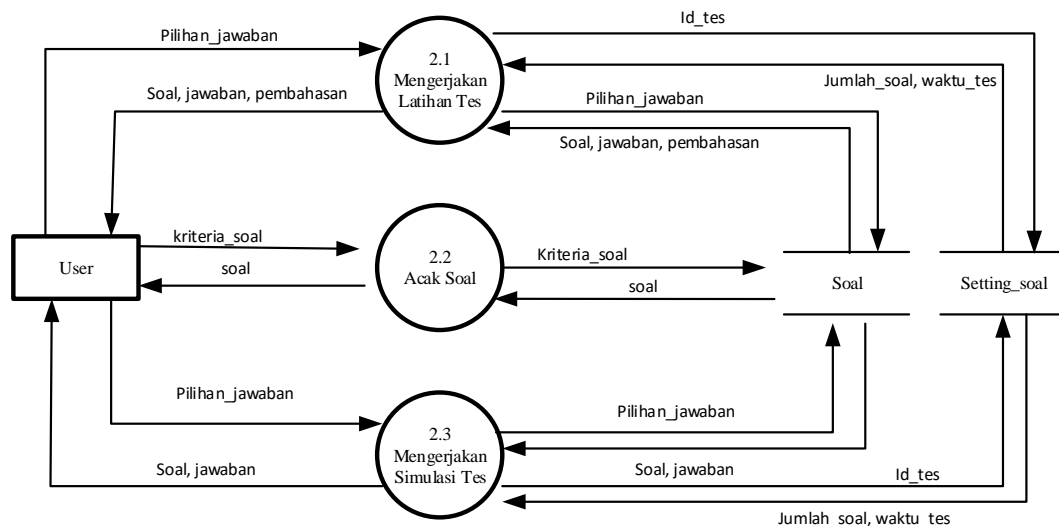 Id_tes
Pilihan_jawaban
2.1
Mengerjakan
Latihan Tes
Jumlah_soal, waktu_tes
Soal, jawaban, pembahasan
Pilihan_jawaban
Soal, jawaban, pembahasan
kriteria_soal
2.2
Acak Soal
Kriteria_soal
User
soal
soal
Soal
Setting_soal
Pilihan_jawaban
2.3
Mengerjakan
Simulasi Tes
Pilihan_jawaban
Soal, jawaban
Soal, jawaban
Id_tes
Jumlah_soal, waktu_tes